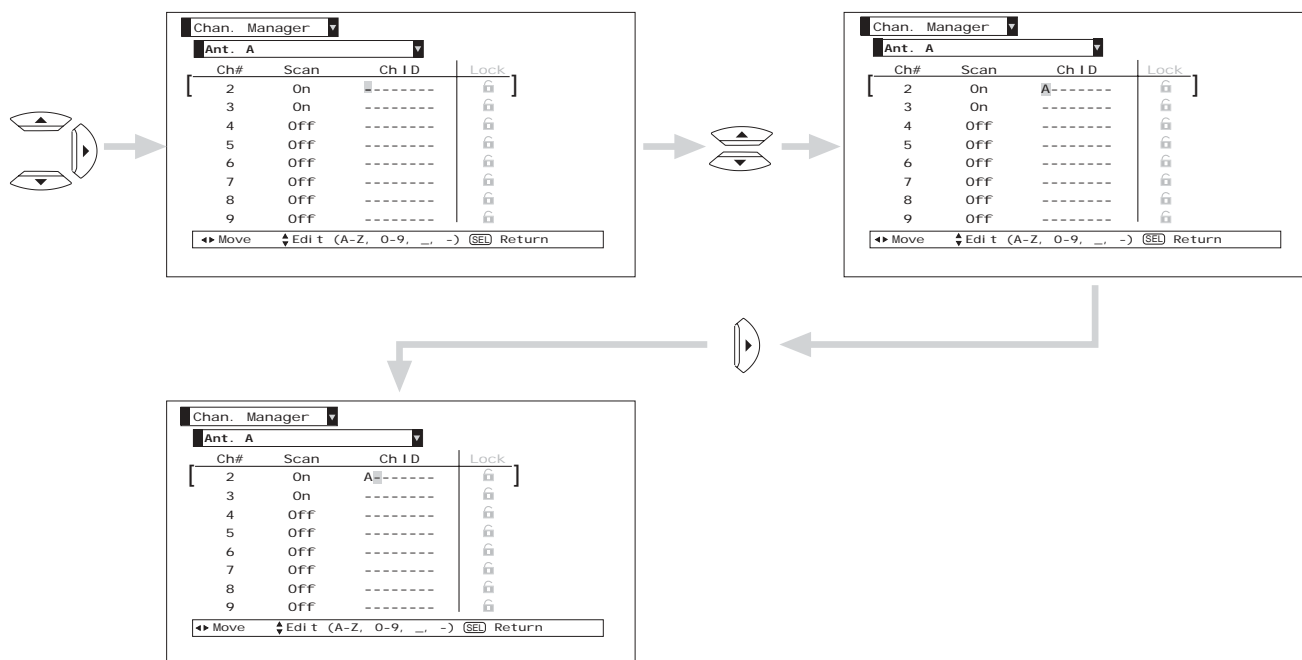 Chan. Manager
Ant. A
Ch# Scan Ch ID Lock
2 On --------
3 On --------
4 Off --------
5 Off --------
6 Off --------
7 Off --------
8 Off --------
9 Off --------
Move Edit (A-Z, 0-9, _, -) SEL Return
Chan. Manager
Ant. A
Ch# Scan Ch ID Lock
2 On A-------
3 On --------
4 Off --------
5 Off --------
6 Off --------
7 Off --------
8 Off --------
9 Off --------
Move Edit (A-Z, 0-9, _, -) SEL Return
Chan. Manager
Ant. A
Ch# Scan Ch ID Lock
2 On A-------
3 On --------
4 Off --------
5 Off --------
6 Off --------
7 Off --------
8 Off --------
9 Off --------
Move Edit (A-Z, 0-9, _, -) SEL Return